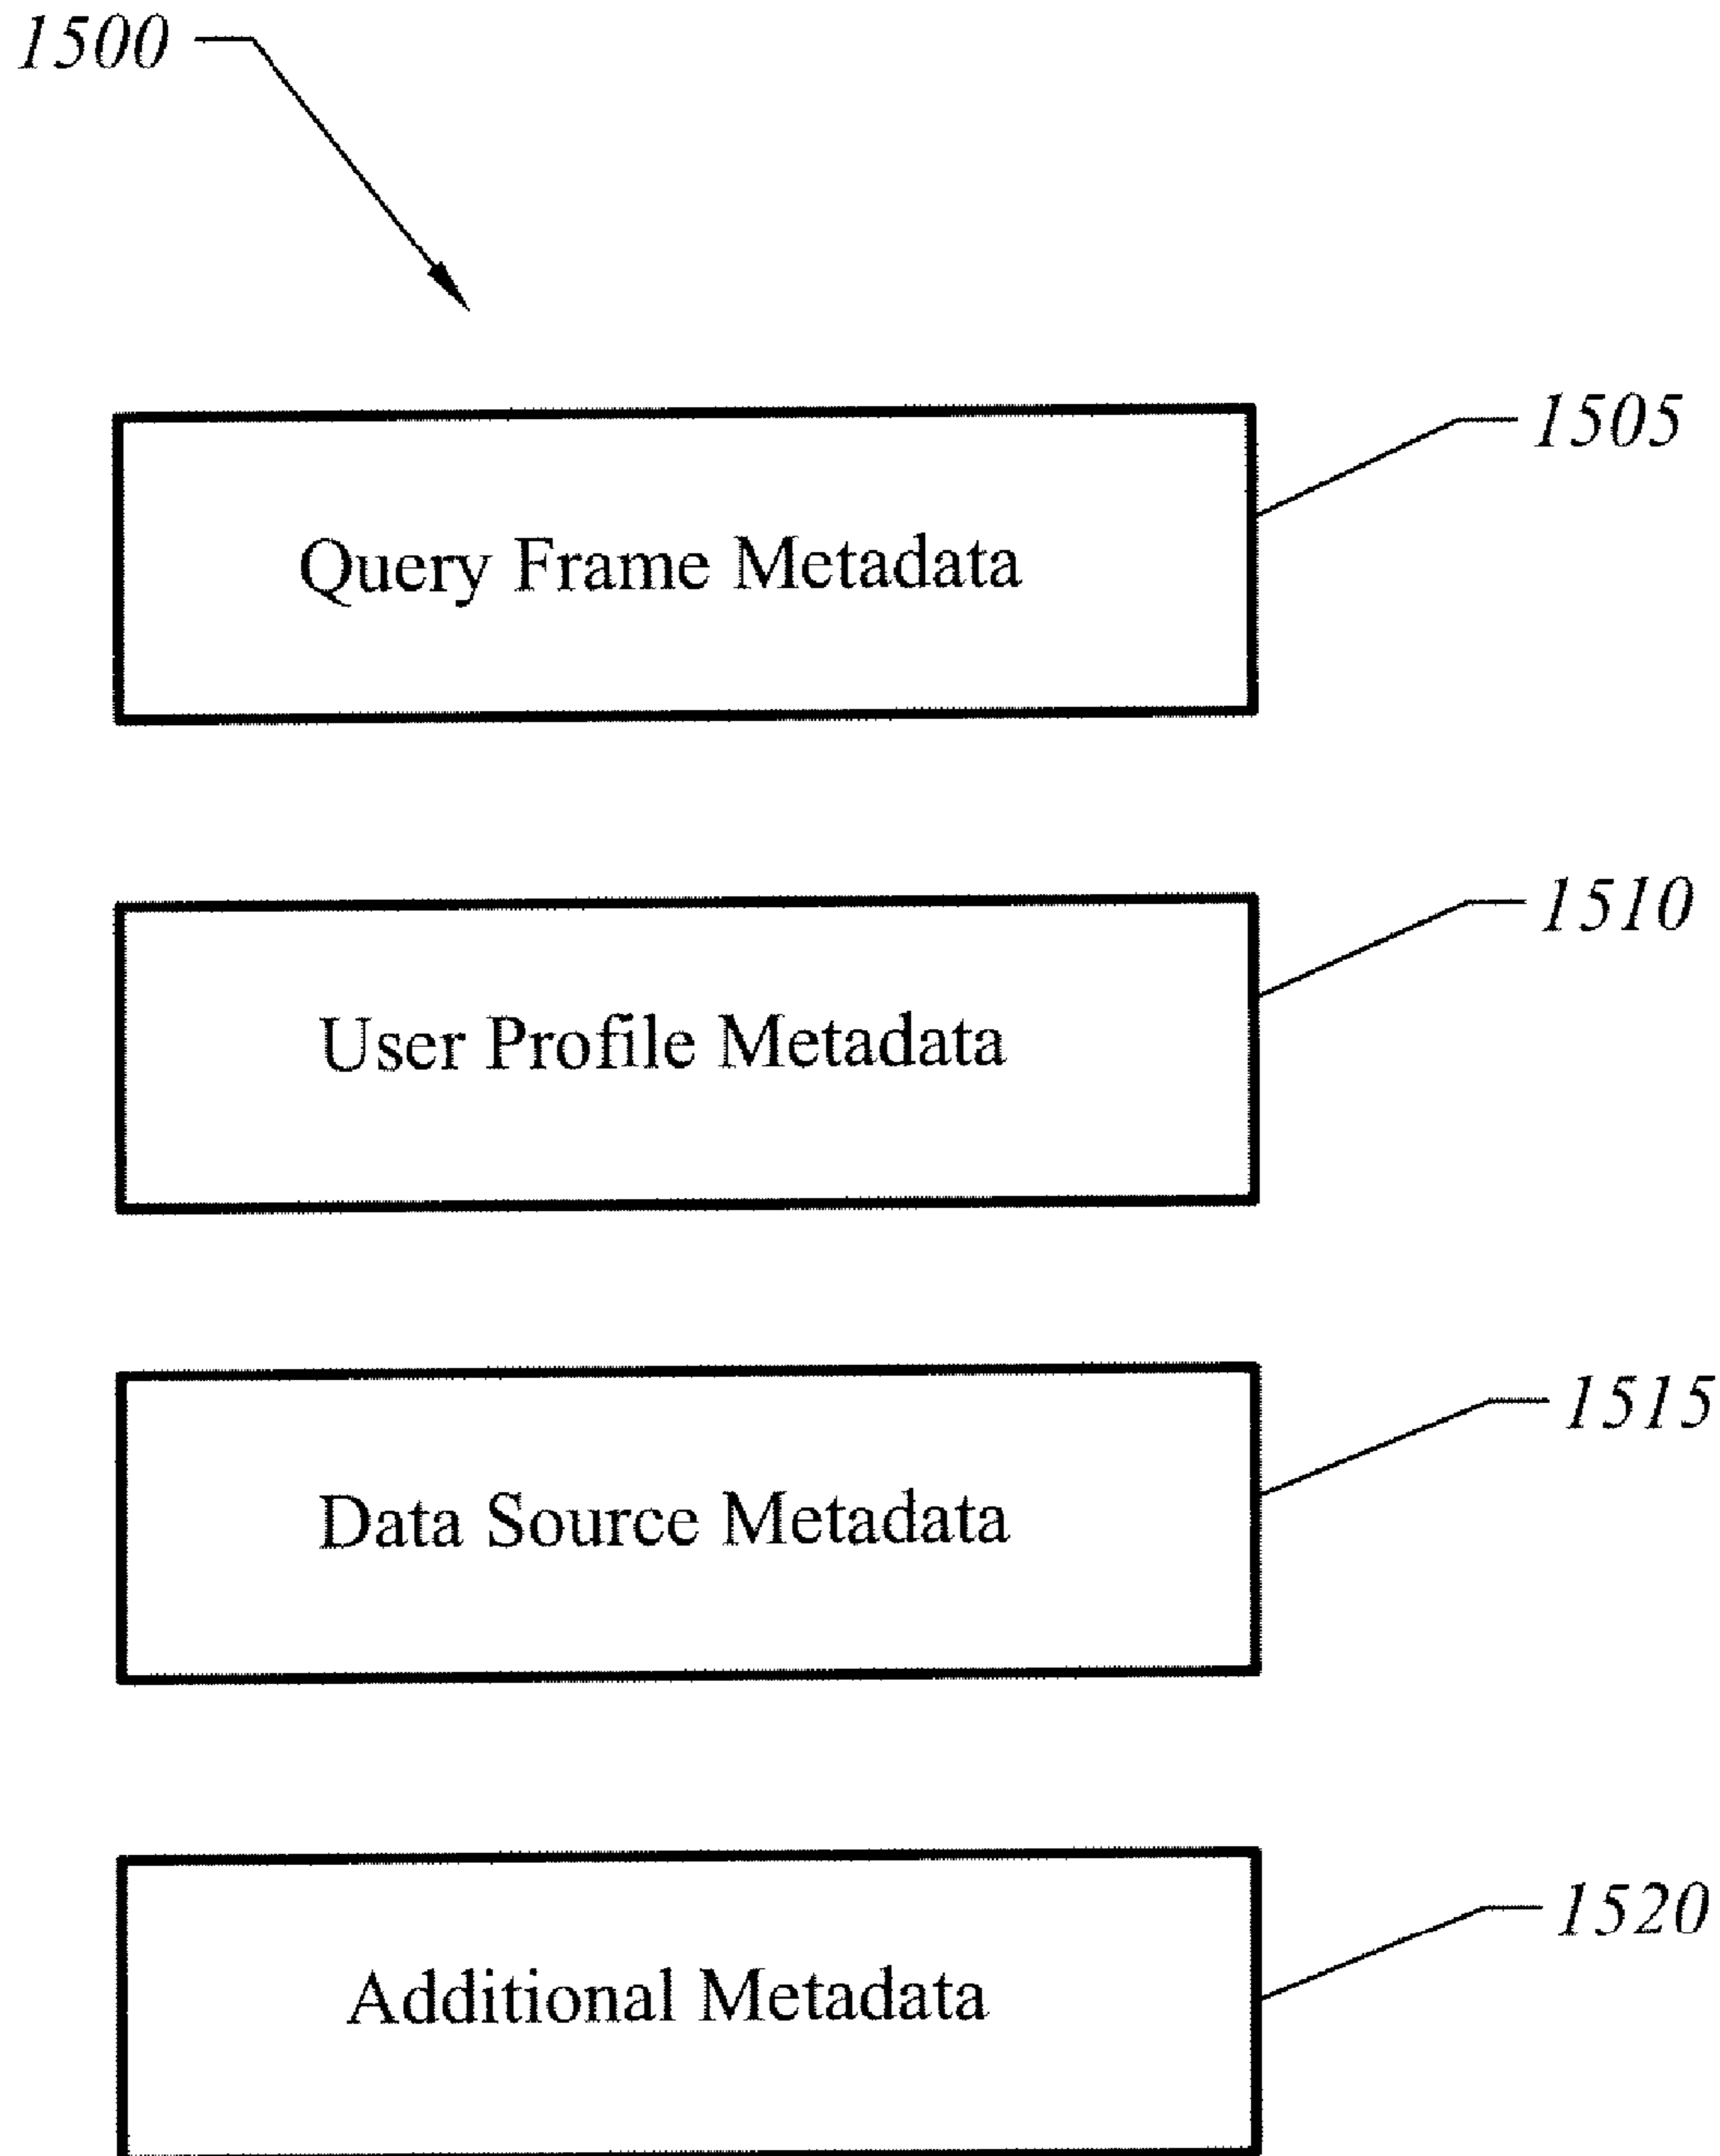 1500
1505
Query Frame Metadata
1510
User Profile Metadata
1515
Data Source Metadata
1520
Additional Metadata